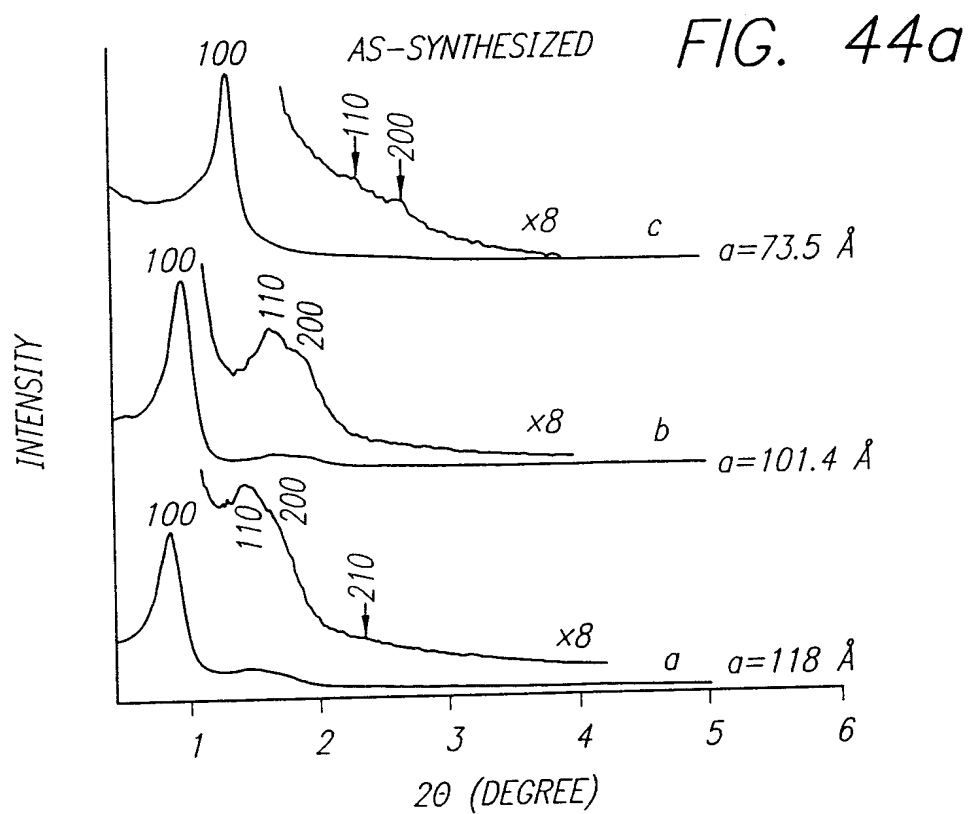 FIG. 44a
AS-SYNTHESIZED
100
110
200
x8
c
a=73.5 Å
100
110
200
x8
b
a=101.4 Å
100
110
200
210
x8
a
a=118 Å
INTENSITY
1 2 3 4 5 6
2θ (DEGREE)